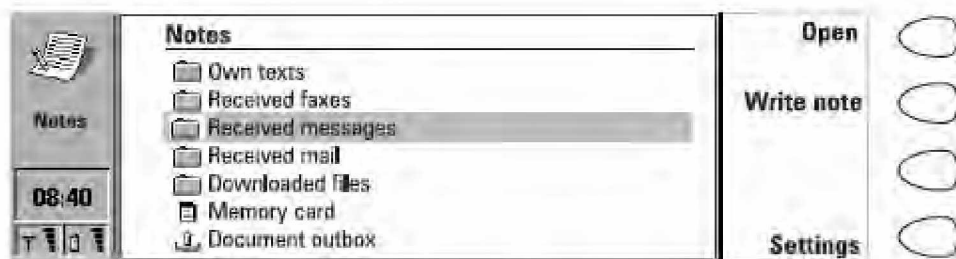 Notes
08:40
Notes
Own texts
Received faxes
Received messages
Received mail
Downloaded files
Memory card
Document outbox
Open
Write note
Settings